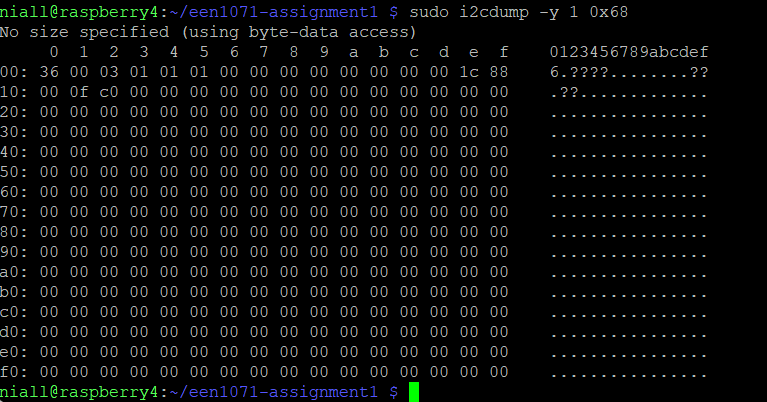 niall@raspberry4:~/een1071-assignment1 $ sudo i2cdump -y 1 0x68
No size specified (using byte-data access)
     0  1  2  3  4  5  6  7  8  9  a  b  c  d  e  f    0123456789abcdef
00: 36 00 03 01 01 01 00 00 00 00 00 00 00 00 1c 88    6.????........??
10: 00 0f c0 00 00 00 00 00 00 00 00 00 00 00 00 00    .??.............
20: 00 00 00 00 00 00 00 00 00 00 00 00 00 00 00 00    ................
30: 00 00 00 00 00 00 00 00 00 00 00 00 00 00 00 00    ................
40: 00 00 00 00 00 00 00 00 00 00 00 00 00 00 00 00    ................
50: 00 00 00 00 00 00 00 00 00 00 00 00 00 00 00 00    ................
60: 00 00 00 00 00 00 00 00 00 00 00 00 00 00 00 00    ................
70: 00 00 00 00 00 00 00 00 00 00 00 00 00 00 00 00    ................
80: 00 00 00 00 00 00 00 00 00 00 00 00 00 00 00 00    ................
90: 00 00 00 00 00 00 00 00 00 00 00 00 00 00 00 00    ................
a0: 00 00 00 00 00 00 00 00 00 00 00 00 00 00 00 00    ................
b0: 00 00 00 00 00 00 00 00 00 00 00 00 00 00 00 00    ................
c0: 00 00 00 00 00 00 00 00 00 00 00 00 00 00 00 00    ................
d0: 00 00 00 00 00 00 00 00 00 00 00 00 00 00 00 00    ................
e0: 00 00 00 00 00 00 00 00 00 00 00 00 00 00 00 00    ................
f0: 00 00 00 00 00 00 00 00 00 00 00 00 00 00 00 00    ................
niall@raspberry4:~/een1071-assignment1 $